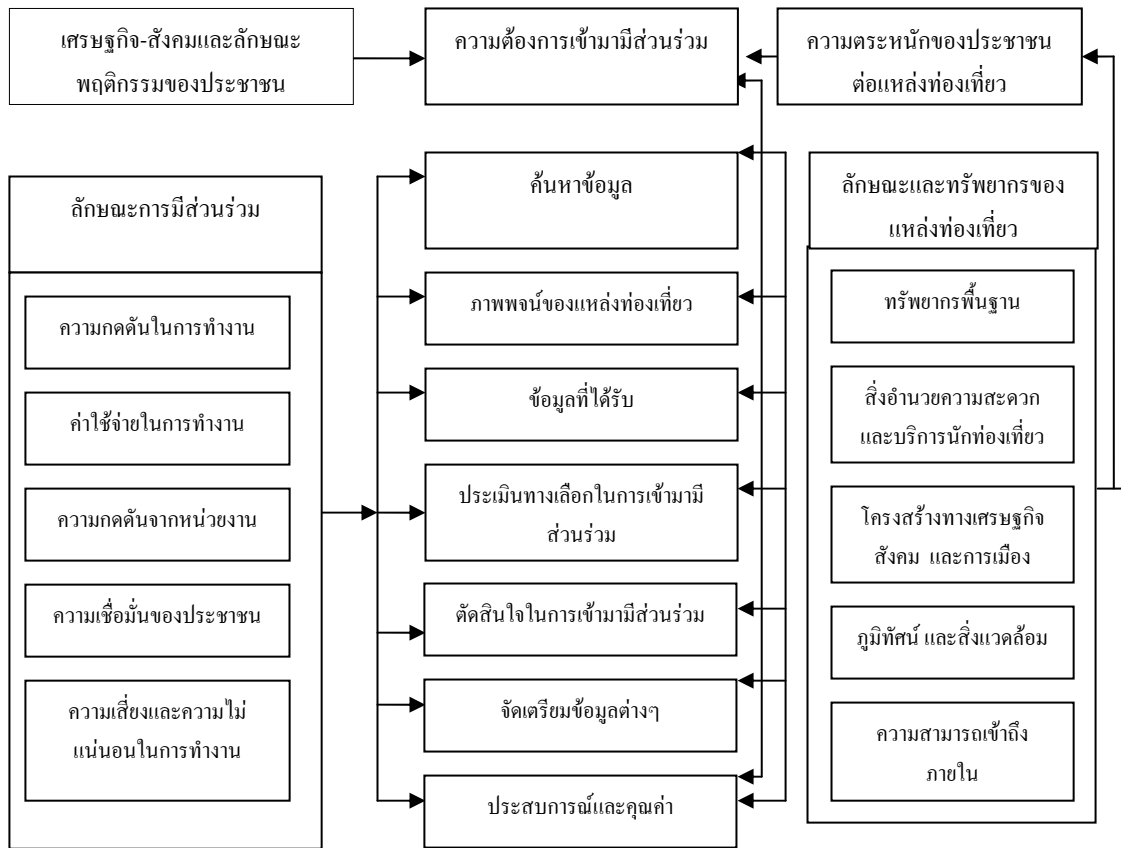 เศรษฐกิจ-สังคมและลักษณะ
พฤติกรรมของประชาชน
ความต้องการเข้ามามีส่วนร่วม
ความตระหนักของประชาชน
ต่อแหล่งท่องเที่ยว
ลักษณะการมีส่วนร่วม
ความกดดันในการทำงาน
ค่าใช้จ่ายในการทำงาน
ความกดดันจากหน่วยงาน
ความเชื่อมั่นของประชาชน
ความเสี่ยงและความไม่
แน่นอนในการทำงาน
ค้นหาข้อมูล
ภาพพจน์ของแหล่งท่องเที่ยว
ข้อมูลที่ได้รับ
ประเมินทางเลือกในการเข้ามามี
ส่วนร่วม
ตัดสินใจในการเข้ามามีส่วนร่วม
จัดเตรียมข้อมูลต่างๆ
ประสบการณ์และคุณค่า
ลักษณะและทรัพยากรของ
แหล่งท่องเที่ยว
ทรัพยากรพื้นฐาน
สิ่งอำนวยความสะดวก
และบริการนักท่องเที่ยว
โครงสร้างทางเศรษฐกิจ
สังคม และการเมือง
ภูมิทัศน์ และสิ่งแวดล้อม
ความสามารถเข้าถึง
ภายใน